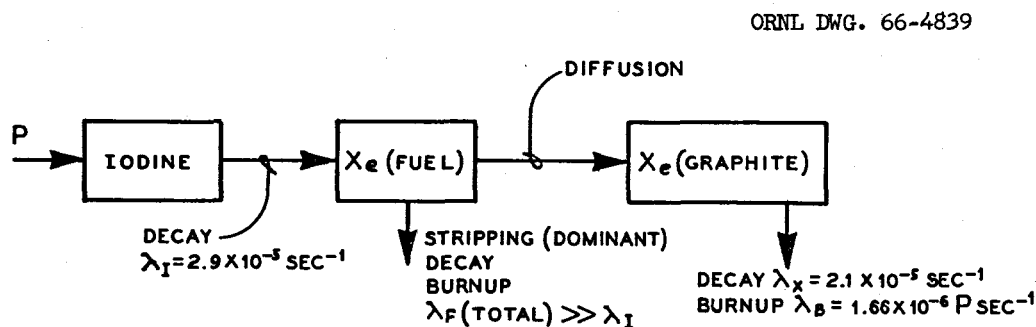 ORNL DWG. 66-4839
DIFFUSION
P
IODINE
Xe (FUEL)
Xe (GRAPHITE)
DECAY
λI = 2.9 X 10⁻⁵ SEC⁻¹
STRIPPING (DOMINANT)
DECAY
BURNUP
λF (TOTAL) >> λI
DECAY λX = 2.1 X 10⁻⁵ SEC⁻¹
BURNUP λB = 1.66 X 10⁻⁶ P SEC⁻¹